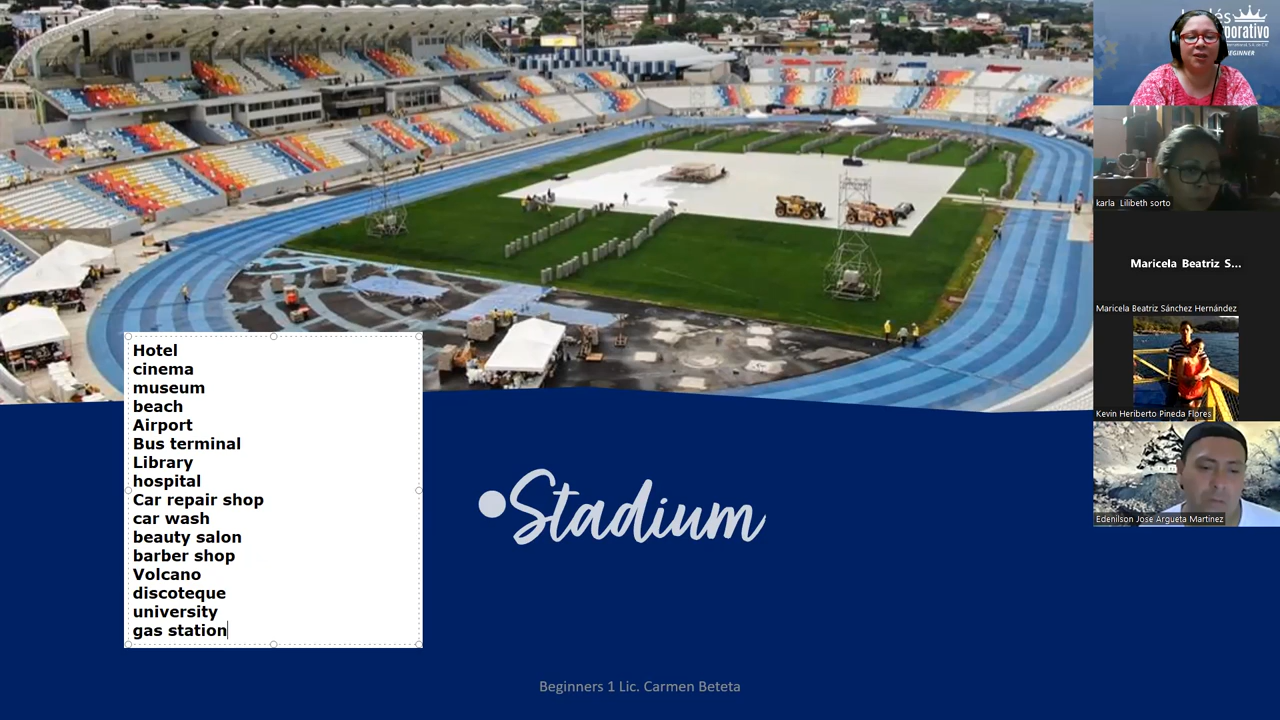 Hotel
cinema
museum
beach
Airport
Bus terminal
Library
hospital
Car repair shop
car wash
beauty salon
barber shop
Volcano
discoteque
university
gas station
Stadium
Beginners 1 Lic. Carmen Beteta
BEGINNER
karla Lilibeth sorto
Maricela Beatriz S...
Maricela Beatriz Sánchez Hernández
Kevin Heriberto Pineda Flores
Edenilson Jose Argueta Martinez